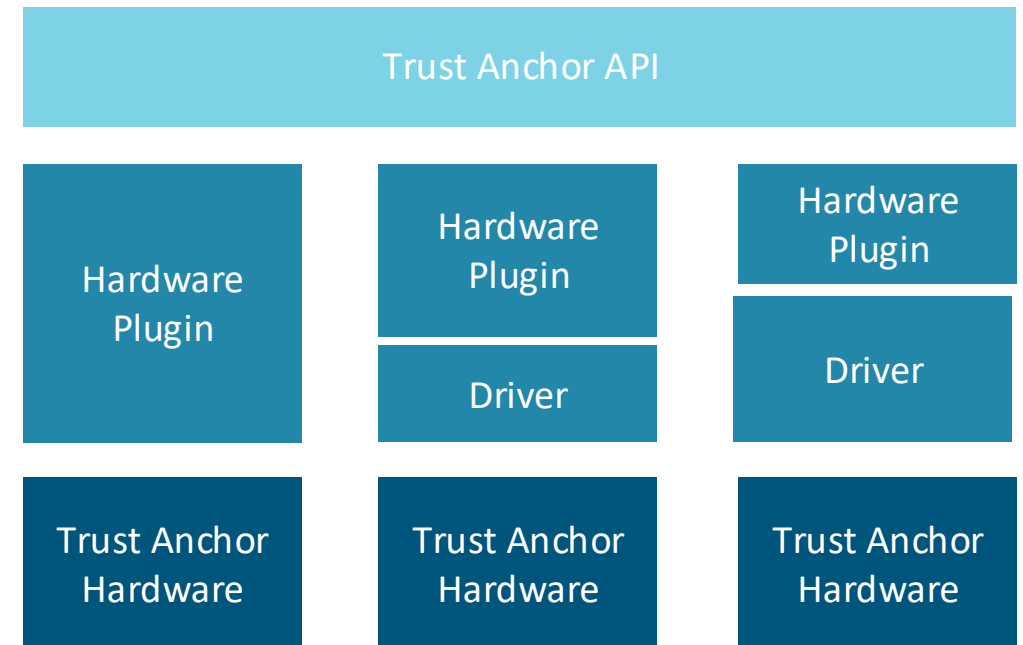 Trust Anchor API
Hardware
Plugin
Hardware
Plugin
Driver
Hardware
Plugin
Driver
Trust Anchor
Hardware
Trust Anchor
Hardware
Trust Anchor
Hardware